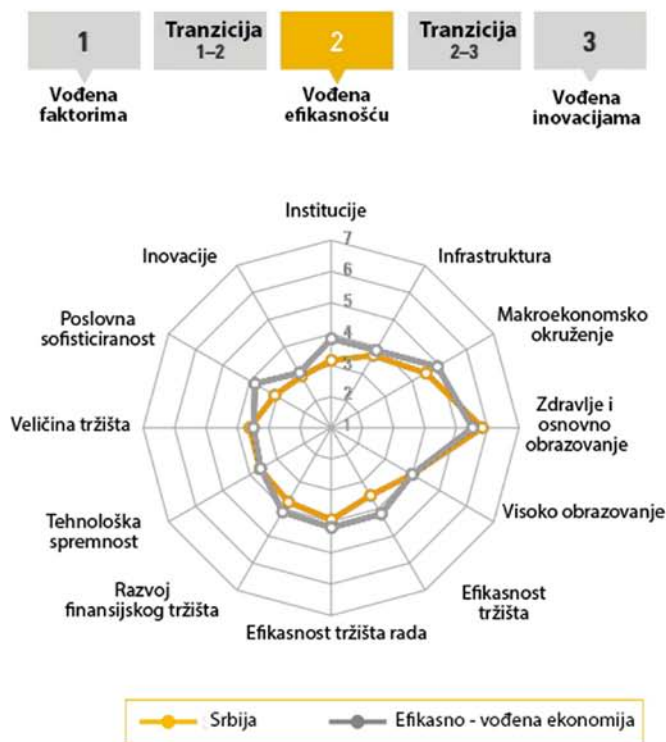 1
Tranzicija
1–2
2
Tranzicija
2–3
3
Vođena
faktorima
Vođena
efikasnošću
Vođena
inovacijama
Institucije
Inovacije
Infrastruktura
Poslovna
sofisticiranost
Makroekonomsko
okruženje
Veličina tržišta
Zdravlje i
osnovno
obrazovanje
Tehnološka
spremnost
Visoko obrazovanje
Razvoj
finansijskog tržišta
Efikasnost
tržišta
Efikasnost tržišta rada
7
6
5
4
3
2
1
Srbija
Efikasno - vođena ekonomija